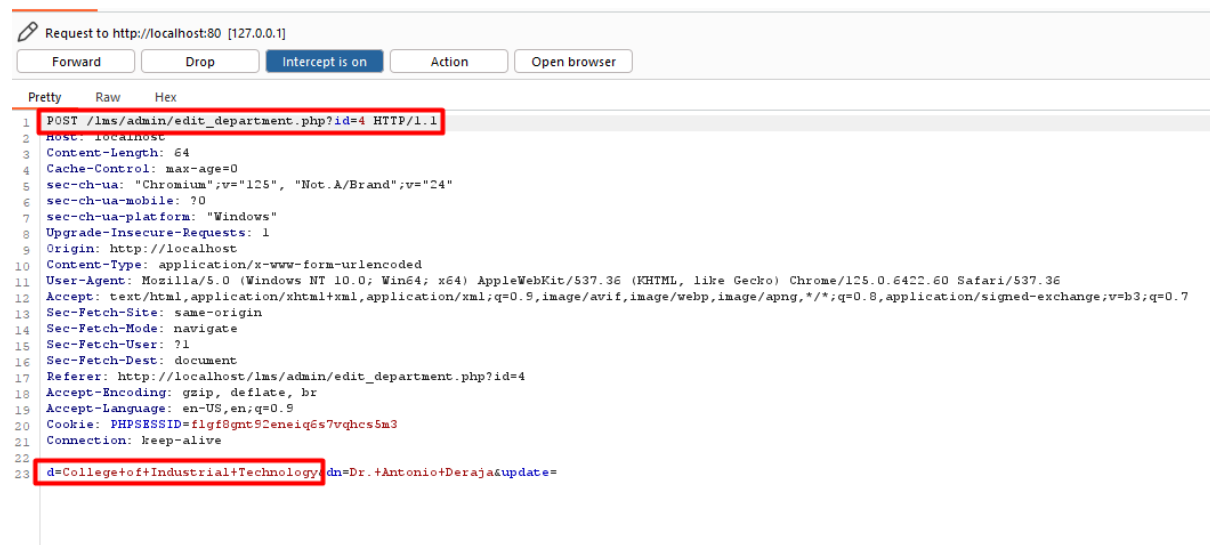 Request to http://localhost:80 [127.0.0.1]
Forward Drop Intercept is on Action Open browser
Pretty Raw Hex
1 POST /lms/admin/edit_department.php?id=4 HTTP/1.1
2 Host: localhost
3 Content-Length: 64
4 Cache-Control: max-age=0
5 sec-ch-ua: "Chromium";v="125", "Not.A/Brand";v="24"
6 sec-ch-ua-mobile: ?0
7 sec-ch-ua-platform: "Windows"
8 Upgrade-Insecure-Requests: 1
9 Origin: http://localhost
10 Content-Type: application/x-www-form-urlencoded
11 User-Agent: Mozilla/5.0 (Windows NT 10.0; Win64; x64) AppleWebKit/537.36 (KHTML, like Gecko) Chrome/125.0.6422.60 Safari/537.36
12 Accept: text/html,application/xhtml+xml,application/xml;q=0.9,image/avif,image/webp,image/apng,*/*;q=0.8,application/signed-exchange;v=b3;q=0.7
13 Sec-Fetch-Site: same-origin
14 Sec-Fetch-Mode: navigate
15 Sec-Fetch-User: ?1
16 Sec-Fetch-Dest: document
17 Referer: http://localhost/lms/admin/edit_department.php?id=4
18 Accept-Encoding: gzip, deflate, br
19 Accept-Language: en-US,en;q=0.9
20 Cookie: PHPSESSID=flgf8gnt92eneiq6s7vqhcs5m3
21 Connection: keep-alive
22
23 d=College+of+Industrial+Technology&dn=Dr.+Antonio+Deraja&update=